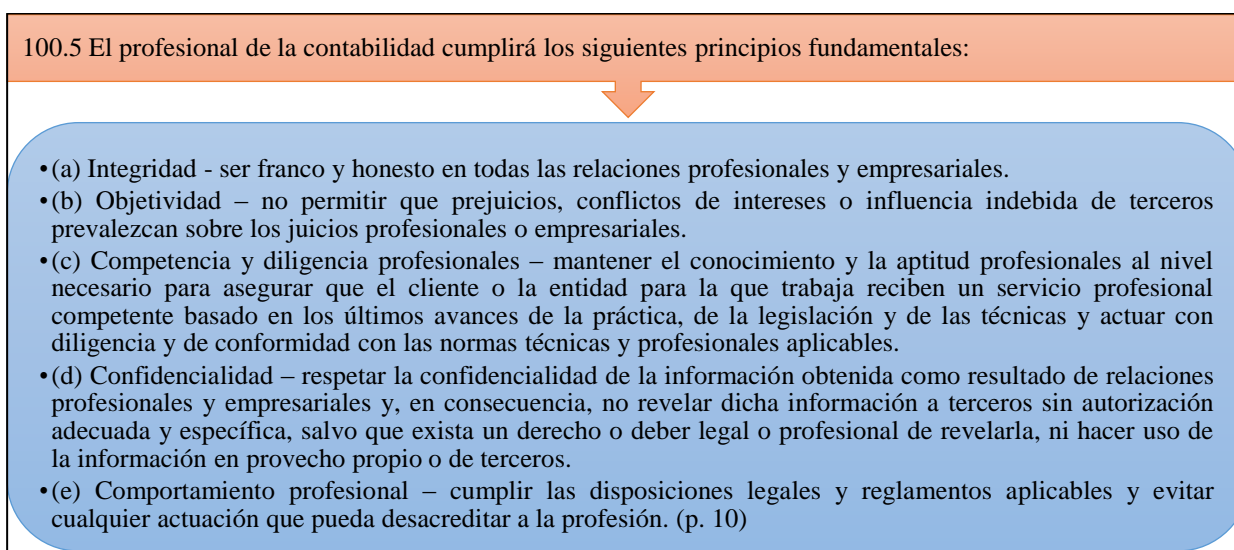 100.5 El profesional de la contabilidad cumplirá los siguientes principios fundamentales:
•(a) Integridad - ser franco y honesto en todas las relaciones profesionales y empresariales.
•(b) Objetividad – no permitir que prejuicios, conflictos de intereses o influencia indebida de terceros
prevalezcan sobre los juicios profesionales o empresariales.
•(c) Competencia y diligencia profesionales – mantener el conocimiento y la aptitud profesionales al nivel
necesario para asegurar que el cliente o la entidad para la que trabaja reciben un servicio profesional
competente basado en los últimos avances de la práctica, de la legislación y de las técnicas y actuar con
diligencia y de conformidad con las normas técnicas y profesionales aplicables.
•(d) Confidencialidad – respetar la confidencialidad de la información obtenida como resultado de relaciones
profesionales y empresariales y, en consecuencia, no revelar dicha información a terceros sin autorización
adecuada y específica, salvo que exista un derecho o deber legal o profesional de revelarla, ni hacer uso de
la información en provecho propio o de terceros.
•(e) Comportamiento profesional – cumplir las disposiciones legales y reglamentos aplicables y evitar
cualquier actuación que pueda desacreditar a la profesión. (p. 10)